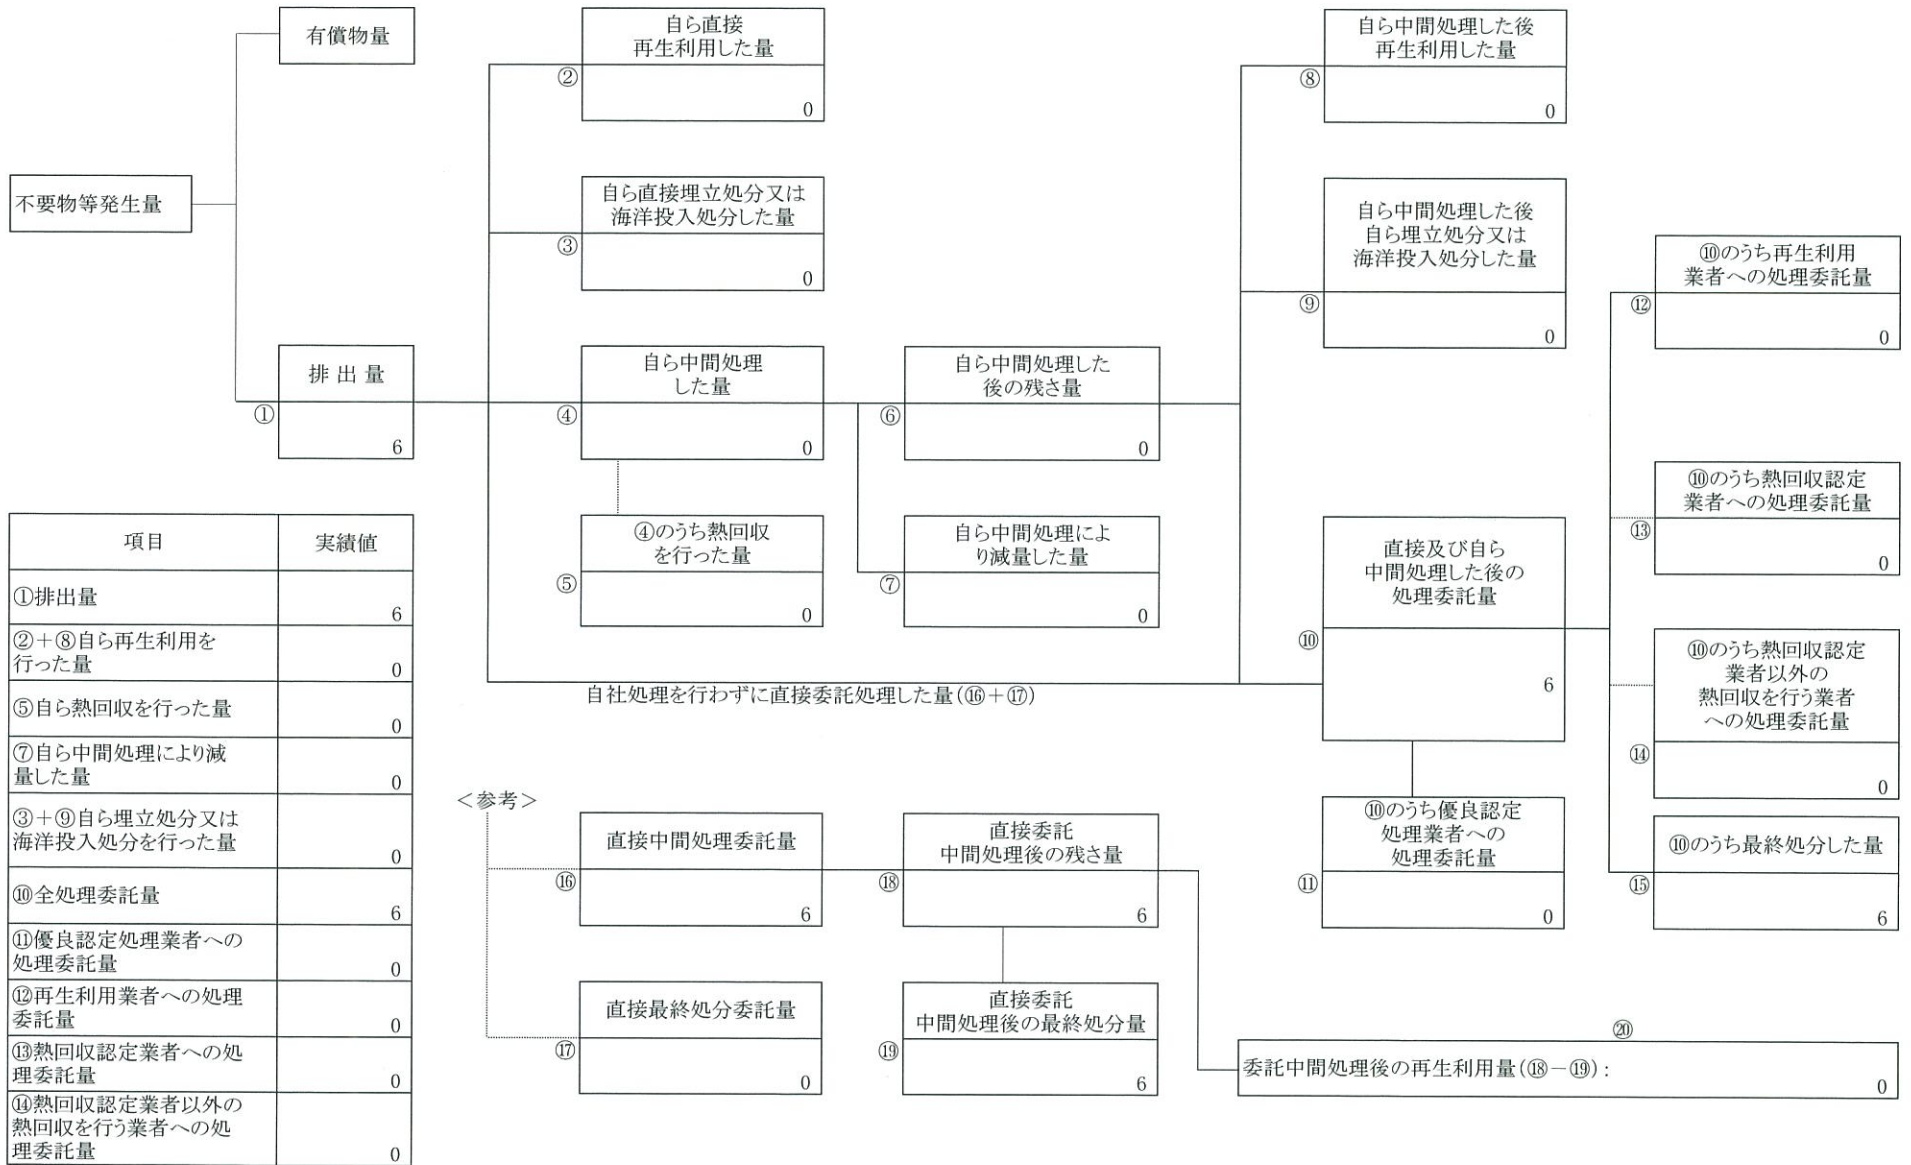 有償物量
不要物等発生量
排 出 量
①
6
自ら直接
再生利用した量
②
0
自ら直接埋立処分又は
海洋投入処分した量
③
0
自ら中間処理
した量
④
0
④のうち熱回収
を行った量
⑤
0
自ら中間処理した
後の残さ量
⑥
0
自ら中間処理によ
り減量した量
⑦
0
自ら中間処理した後
再生利用した量
⑧
0
自ら中間処理した後
自ら埋立処分又は
海洋投入処分した量
⑨
0
直接及び自ら
中間処理した後の
処理委託量
⑩
6
自社処理を行わずに直接委託処理した量(⑯+⑰)
⑩のうち優良認定
処理業者への
処理委託量
⑪
0
⑩のうち再生利用
業者への処理委託量
⑫
0
⑩のうち熱回収認定
業者への処理委託量
⑬
0
⑩のうち熱回収認定
業者以外の
熱回収を行う業者
への処理委託量
⑭
0
⑩のうち最終処分した量
⑮
6
項目 実績値
①排出量
6
②+⑧自ら再生利用を
行った量
0
⑤自ら熱回収を行った量
0
⑦自ら中間処理により減
量した量
0
③+⑨自ら埋立処分又は
海洋投入処分を行った量
0
⑩全処理委託量
6
⑪優良認定処理業者への
処理委託量
0
⑫再生利用業者への処理
委託量
0
⑬熱回収認定業者への処
理委託量
0
⑭熱回収認定業者以外の
熱回収を行う業者への処
理委託量
0
<参考>
直接中間処理委託量
⑯
6
直接最終処分委託量
⑰
0
直接委託
中間処理後の残さ量
⑱
6
直接委託
中間処理後の最終処分量
⑲
6
⑳
委託中間処理後の再生利用量(⑱-⑲):
0